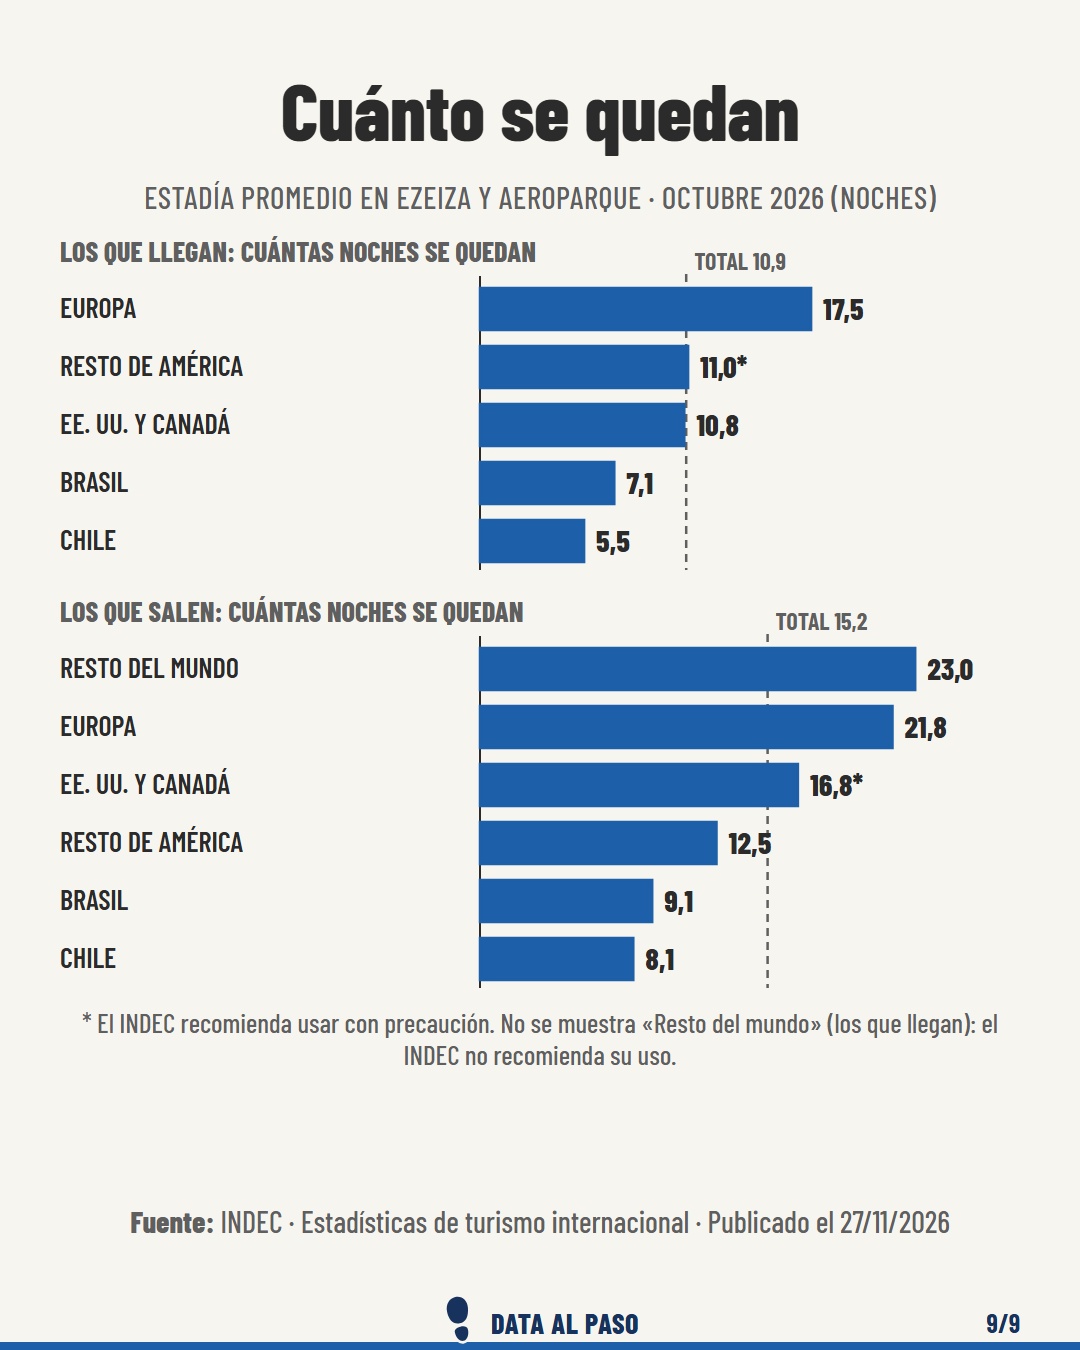 Cuánto se quedan
ESTADÍA PROMEDIO EN EZEIZA Y AEROPARQUE · OCTUBRE 2026 (NOCHES)
LOS QUE LLEGAN: CUÁNTAS NOCHES SE QUEDAN
TOTAL 10,9
EUROPA 17,5
RESTO DE AMÉRICA 11,0*
EE. UU. Y CANADÁ 10,8
BRASIL 7,1
CHILE 5,5
LOS QUE SALEN: CUÁNTAS NOCHES SE QUEDAN
TOTAL 15,2
RESTO DEL MUNDO 23,0
EUROPA 21,8
EE. UU. Y CANADÁ 16,8*
RESTO DE AMÉRICA 12,5
BRASIL 9,1
CHILE 8,1
* El INDEC recomienda usar con precaución. No se muestra «Resto del mundo» (los que llegan): el
INDEC no recomienda su uso.
Fuente: INDEC · Estadísticas de turismo internacional · Publicado el 27/11/2026
DATA AL PASO
9/9